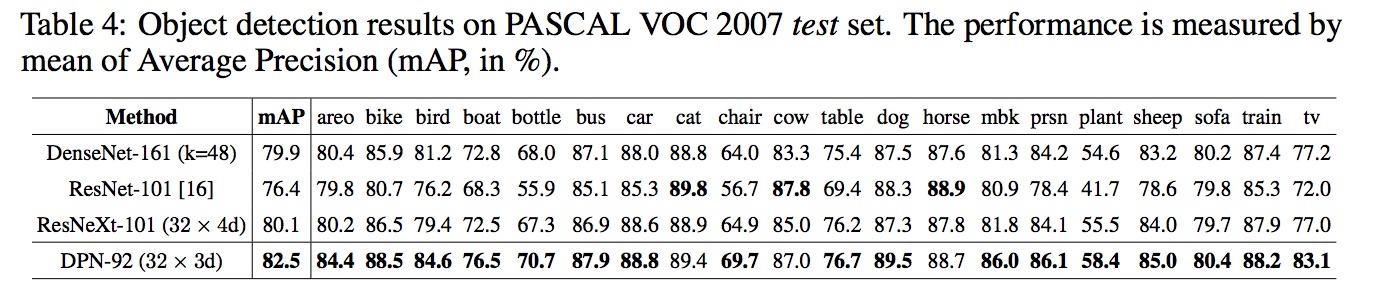 Table 4: Object detection results on PASCAL VOC 2007 test set. The performance is measured by
mean of Average Precision (mAP, in %).
Method mAP areo bike bird boat bottle bus car cat chair cow table dog horse mbk prsn plant sheep sofa train tv
DenseNet-161 (k=48) 79.9 80.4 85.9 81.2 72.8 68.0 87.1 88.0 88.8 64.0 83.3 75.4 87.5 87.6 81.3 84.2 54.6 83.2 80.2 87.4 77.2
ResNet-101 [16] 76.4 79.8 80.7 76.2 68.3 55.9 85.1 85.3 89.8 56.7 87.8 69.4 88.3 88.9 80.9 78.4 41.7 78.6 79.8 85.3 72.0
ResNeXt-101 (32 × 4d) 80.1 80.2 86.5 79.4 72.5 67.3 86.9 88.6 88.9 64.9 85.0 76.2 87.3 87.8 81.8 84.1 55.5 84.0 79.7 87.9 77.0
DPN-92 (32 × 3d) 82.5 84.4 88.5 84.6 76.5 70.7 87.9 88.8 89.4 69.7 87.0 76.7 89.5 88.7 86.0 86.1 58.4 85.0 80.4 88.2 83.1